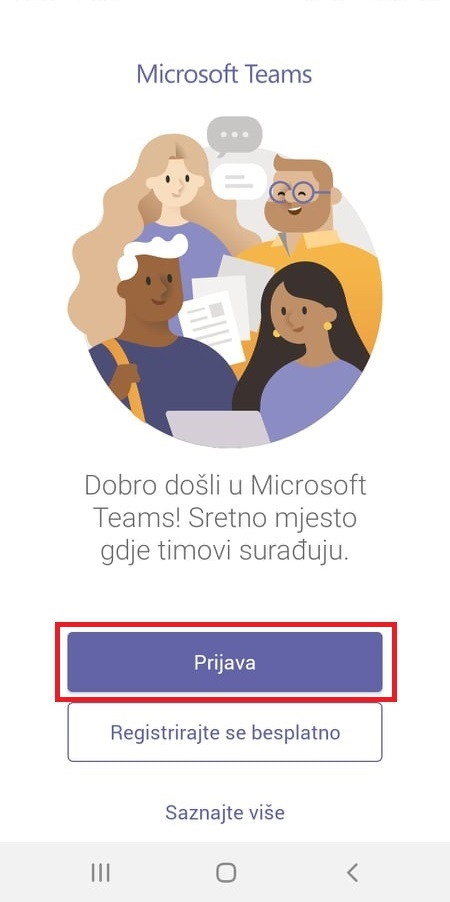 Microsoft Teams
Dobro došli u Microsoft
Teams! Sretno mjesto
gdje timovi surađuju.
Prijava
Registrirajte se besplatno
Saznajte više